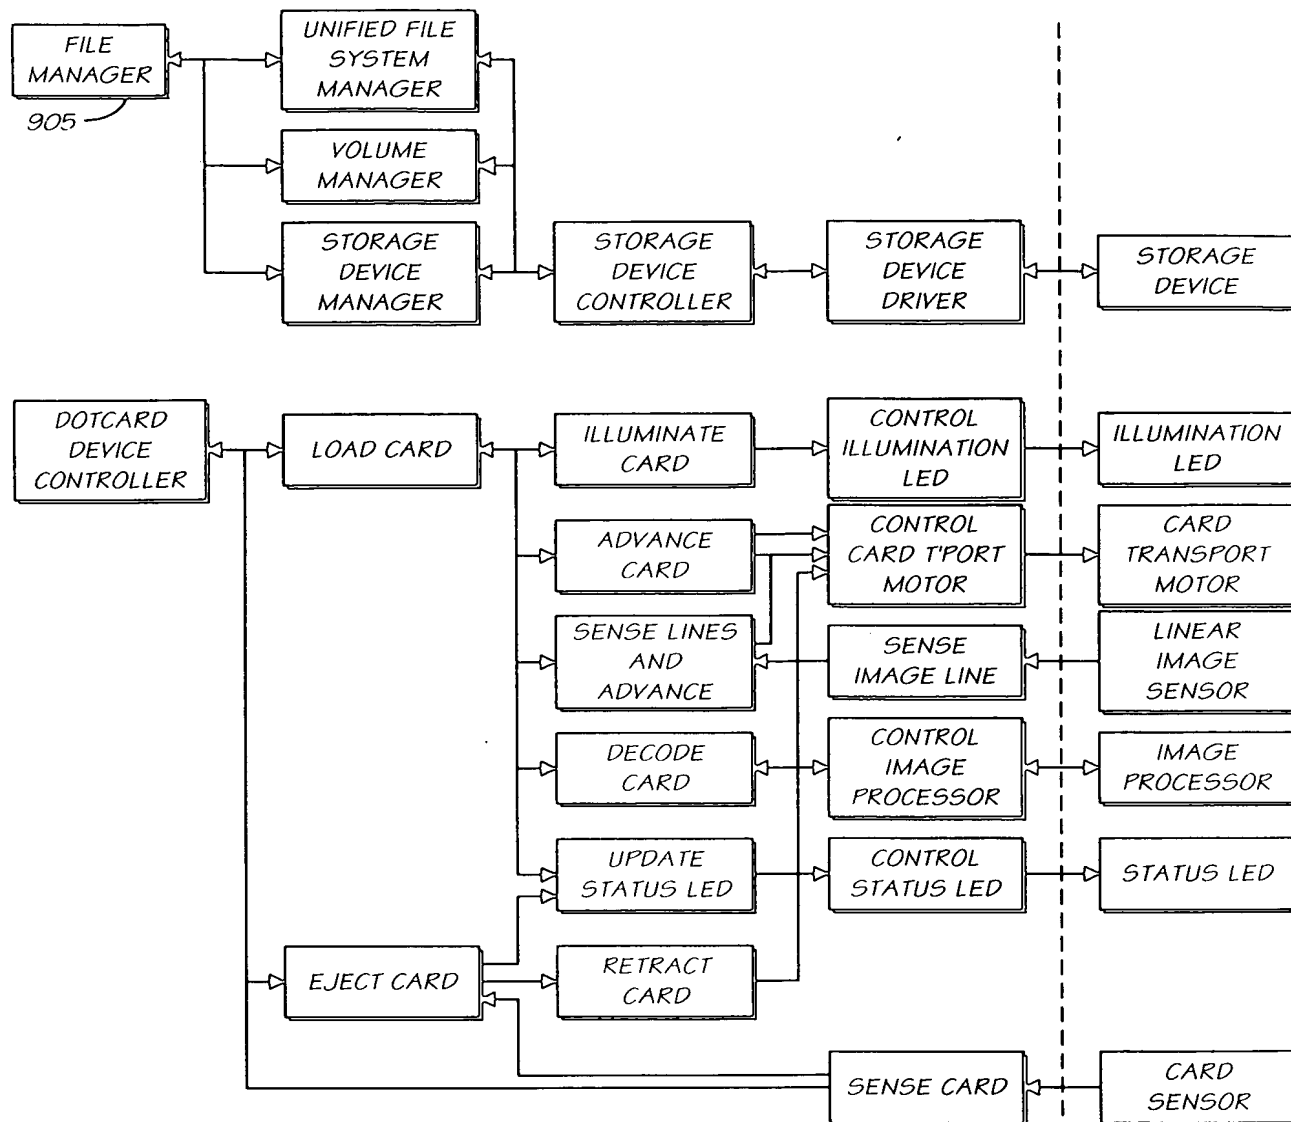 FILE
MANAGER
905
UNIFIED FILE
SYSTEM
MANAGER
VOLUME
MANAGER
STORAGE
DEVICE
MANAGER
STORAGE
DEVICE
CONTROLLER
STORAGE
DEVICE
DRIVER
STORAGE
DEVICE
DOTCARD
DEVICE
CONTROLLER
LOAD CARD
ILLUMINATE
CARD
CONTROL
ILLUMINATION
LED
ILLUMINATION
LED
ADVANCE
CARD
CONTROL
CARD T'PORT
MOTOR
CARD
TRANSPORT
MOTOR
SENSE LINES
AND
ADVANCE
SENSE
IMAGE LINE
LINEAR
IMAGE
SENSOR
DECODE
CARD
CONTROL
IMAGE
PROCESSOR
IMAGE
PROCESSOR
UPDATE
STATUS LED
CONTROL
STATUS LED
STATUS LED
EJECT CARD
RETRACT
CARD
SENSE CARD
CARD
SENSOR